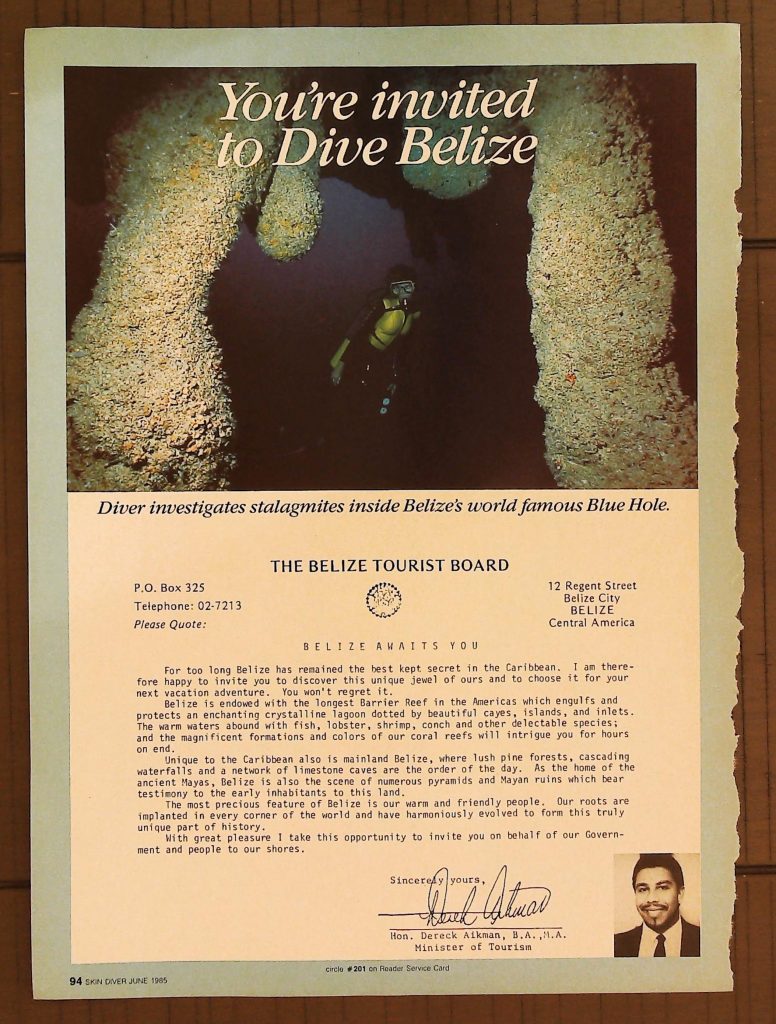 You're invited
to Dive Belize
Diver investigates stalagmites inside Belize's world famous Blue Hole.
THE BELIZE TOURIST BOARD
P.O. Box 325
Telephone: 02-7213
Please Quote:
12 Regent Street
Belize City
BELIZE
Central America
BELIZE AWAITS YOU
For too long Belize has remained the best kept secret in the Caribbean. I am there-
fore happy to invite you to discover this unique jewel of ours and to choose it for your
next vacation adventure. You won't regret it.
Belize is endowed with the longest Barrier Reef in the Americas which engulfs and
protects an enchanting crystalline lagoon dotted by beautiful cayes, islands, and inlets.
The warm waters abound with fish, lobster, shrimp, conch and other delectable species;
and the magnificent formations and colors of our coral reefs will intrigue you for hours
on end.
Unique to the Caribbean also is mainland Belize, where lush pine forests, cascading
waterfalls and a network of limestone caves are the order of the day. As the home of the
ancient Mayas, Belize is also the scene of numerous pyramids and Mayan ruins which bear
testimony to the early inhabitants to this land.
The most precious feature of Belize is our warm and friendly people. Our roots are
implanted in every corner of the world and have harmoniously evolved to form this truly
unique part of history.
With great pleasure I take this opportunity to invite you on behalf of our Govern-
ment and people to our shores.
Sincerely yours,
Dereck Aikman
Hon. Dereck Aikman, B.A.,M.A.
Minister of Tourism
circle #201 on Reader Service Card
94 SKIN DIVER JUNE 1985